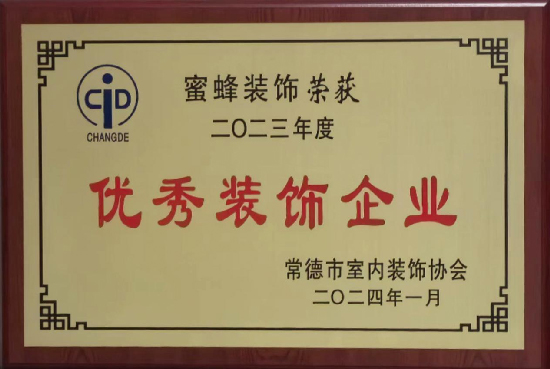 CiD
CHANGDE
蜜蜂装饰荣获
二〇二三年度
优秀装饰企业
常德市室内装饰协会
二〇二四年一月